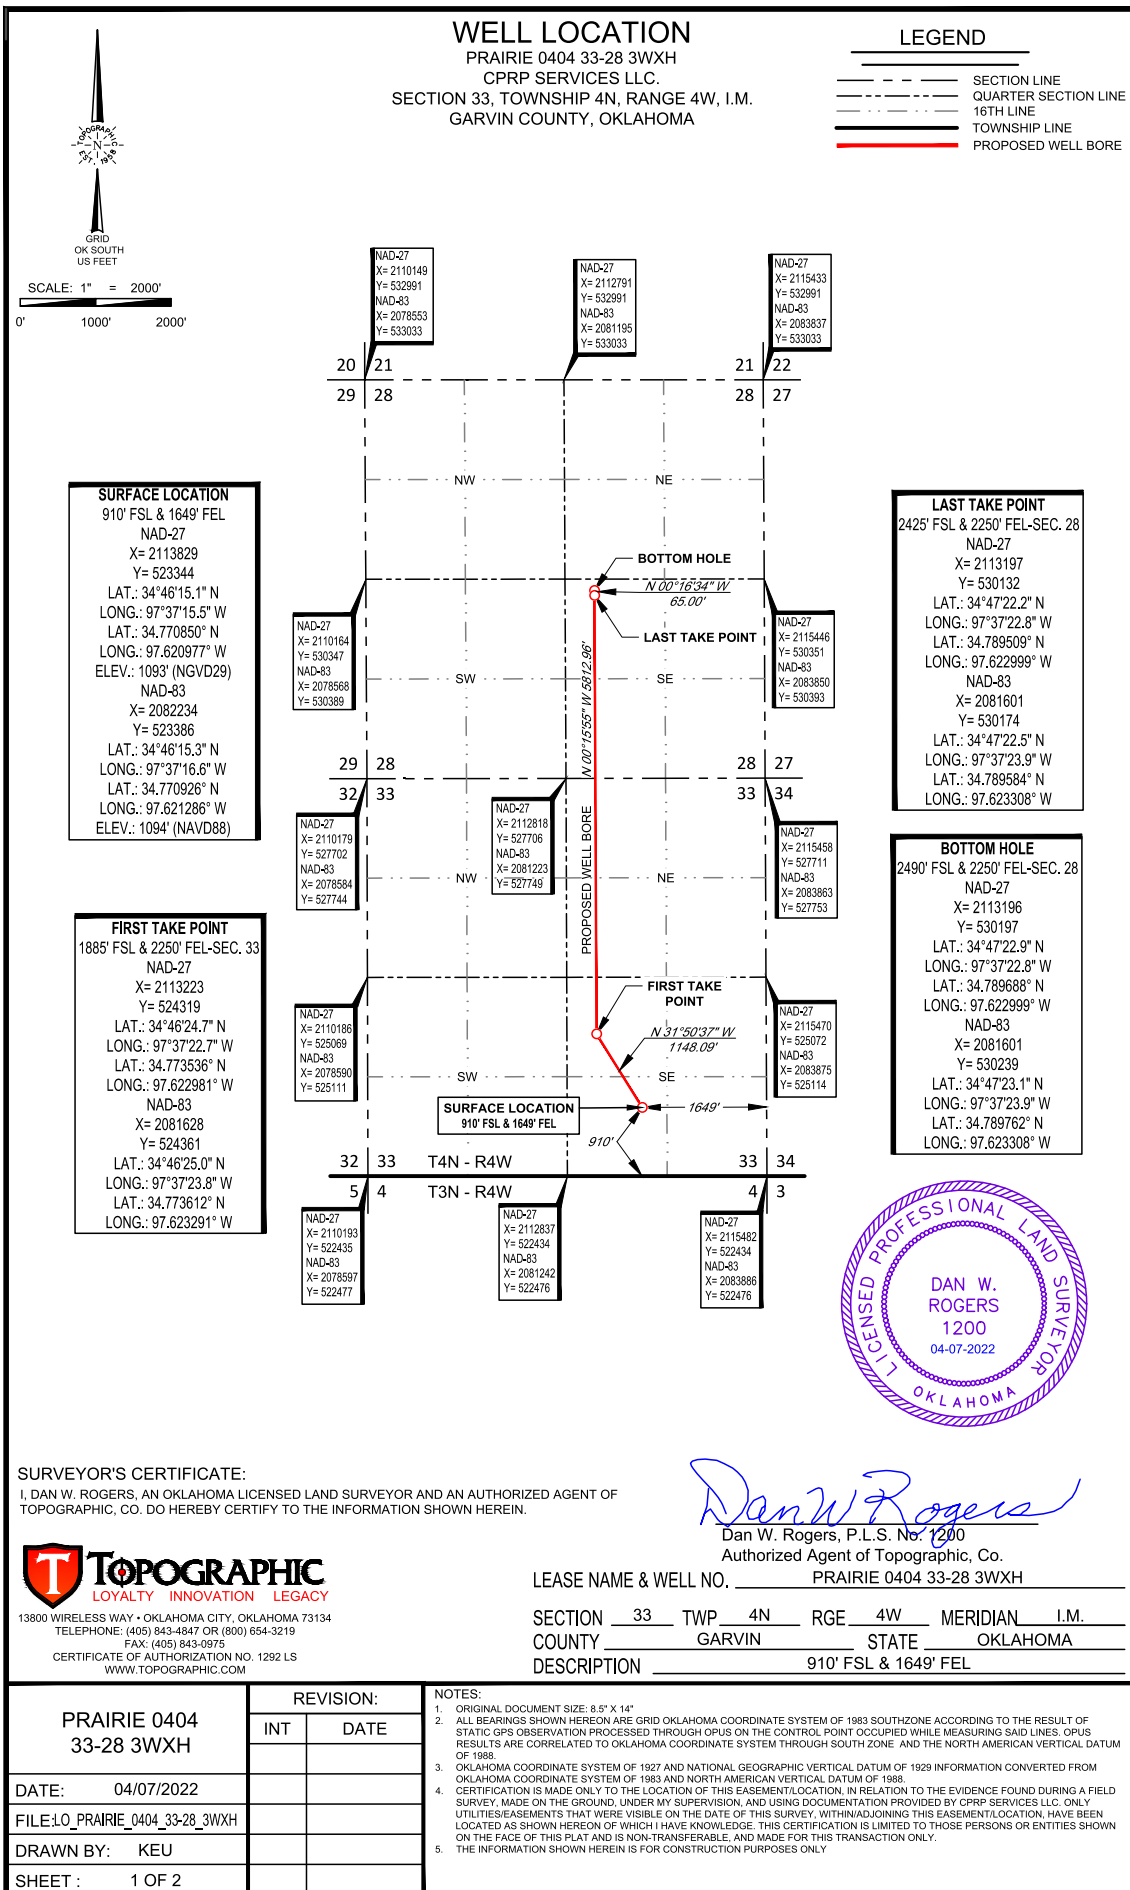 WELL LOCATION
PRAIRIE 0404 33-28 3WXH
CPRP SERVICES LLC.
SECTION 33, TOWNSHIP 4N, RANGE 4W, I.M.
GARVIN COUNTY, OKLAHOMA
LEGEND
SECTION LINE
QUARTER SECTION LINE
16TH LINE
TOWNSHIP LINE
PROPOSED WELL BORE
TOPOGRAPHIC
N
EST. 1958
GRID
OK SOUTH
US FEET
SCALE: 1" = 2000'
0' 1000' 2000'
NAD-27
X= 2110149
Y= 532991
NAD-83
X= 2078553
Y= 533033
NAD-27
X= 2112791
Y= 532991
NAD-83
X= 2081195
Y= 533033
NAD-27
X= 2115433
Y= 532991
NAD-83
X= 2083837
Y= 533033
20 21
29 28
21 22
28 27
NW
NE
SURFACE LOCATION
910' FSL & 1649' FEL
NAD-27
X= 2113829
Y= 523344
LAT.: 34°46'15.1" N
LONG.: 97°37'15.5" W
LAT.: 34.770850° N
LONG.: 97.620977° W
ELEV.: 1093' (NGVD29)
NAD-83
X= 2082234
Y= 523386
LAT.: 34°46'15.3" N
LONG.: 97°37'16.6" W
LAT.: 34.770926° N
LONG.: 97.621286° W
ELEV.: 1094' (NAVD88)
LAST TAKE POINT
2425' FSL & 2250' FEL-SEC. 28
NAD-27
X= 2113197
Y= 530132
LAT.: 34°47'22.2" N
LONG.: 97°37'22.8" W
LAT.: 34.789509° N
LONG.: 97.622999° W
NAD-83
X= 2081601
Y= 530174
LAT.: 34°47'22.5" N
LONG.: 97°37'23.9" W
LAT.: 34.789584° N
LONG.: 97.623308° W
BOTTOM HOLE
N 00°16'34" W
65.00'
LAST TAKE POINT
NAD-27
X= 2110164
Y= 530347
NAD-83
X= 2078568
Y= 530389
NAD-27
X= 2115446
Y= 530351
NAD-83
X= 2083850
Y= 530393
SW
SE
N 00°15'55" W 5812.96'
PROPOSED WELL BORE
29 28
32 33
28 27
33 34
NAD-27
X= 2110179
Y= 527702
NAD-83
X= 2078584
Y= 527744
NAD-27
X= 2112818
Y= 527706
NAD-83
X= 2081223
Y= 527749
NAD-27
X= 2115458
Y= 527711
NAD-83
X= 2083863
Y= 527753
NW
NE
FIRST TAKE POINT
1885' FSL & 2250' FEL-SEC. 33
NAD-27
X= 2113223
Y= 524319
LAT.: 34°46'24.7" N
LONG.: 97°37'22.7" W
LAT.: 34.773536° N
LONG.: 97.622981° W
NAD-83
X= 2081628
Y= 524361
LAT.: 34°46'25.0" N
LONG.: 97°37'23.8" W
LAT.: 34.773612° N
LONG.: 97.623291° W
BOTTOM HOLE
2490' FSL & 2250' FEL-SEC. 28
NAD-27
X= 2113196
Y= 530197
LAT.: 34°47'22.9" N
LONG.: 97°37'22.8" W
LAT.: 34.789688° N
LONG.: 97.622999° W
NAD-83
X= 2081601
Y= 530239
LAT.: 34°47'23.1" N
LONG.: 97°37'23.9" W
LAT.: 34.789762° N
LONG.: 97.623308° W
FIRST TAKE
POINT
N 31°50'37" W
1148.09'
NAD-27
X= 2110186
Y= 525069
NAD-83
X= 2078590
Y= 525111
NAD-27
X= 2115470
Y= 525072
NAD-83
X= 2083875
Y= 525114
SW
SE
SURFACE LOCATION
910' FSL & 1649' FEL
1649'
910'
32 33 T4N - R4W 33 34
5 4 T3N - R4W 4 3
NAD-27
X= 2110193
Y= 522435
NAD-83
X= 2078597
Y= 522477
NAD-27
X= 2112837
Y= 522434
NAD-83
X= 2081242
Y= 522476
NAD-27
X= 2115482
Y= 522434
NAD-83
X= 2083886
Y= 522476
LICENSED PROFESSIONAL LAND SURVEYOR
DAN W.
ROGERS
1200
04-07-2022
OKLAHOMA
SURVEYOR'S CERTIFICATE:
I, DAN W. ROGERS, AN OKLAHOMA LICENSED LAND SURVEYOR AND AN AUTHORIZED AGENT OF
TOPOGRAPHIC, CO. DO HEREBY CERTIFY TO THE INFORMATION SHOWN HEREIN.
Dan W Rogers
Dan W. Rogers, P.L.S. No. 1200
Authorized Agent of Topographic, Co.
T TOPOGRAPHIC
LOYALTY INNOVATION LEGACY
13800 WIRELESS WAY • OKLAHOMA CITY, OKLAHOMA 73134
TELEPHONE: (405) 843-4847 OR (800) 654-3219
FAX: (405) 843-0975
CERTIFICATE OF AUTHORIZATION NO. 1292 LS
WWW.TOPOGRAPHIC.COM
LEASE NAME & WELL NO. PRAIRIE 0404 33-28 3WXH
SECTION 33 TWP 4N RGE 4W MERIDIAN I.M.
COUNTY GARVIN STATE OKLAHOMA
DESCRIPTION 910' FSL & 1649' FEL
PRAIRIE 0404
33-28 3WXH
REVISION:
INT DATE
DATE: 04/07/2022
FILE:LO_PRAIRIE_0404_33-28_3WXH
DRAWN BY: KEU
SHEET : 1 OF 2
NOTES:
1. ORIGINAL DOCUMENT SIZE: 8.5" X 14"
2. ALL BEARINGS SHOWN HEREON ARE GRID OKLAHOMA COORDINATE SYSTEM OF 1983 SOUTHZONE ACCORDING TO THE RESULT OF
STATIC GPS OBSERVATION PROCESSED THROUGH OPUS ON THE CONTROL POINT OCCUPIED WHILE MEASURING SAID LINES. OPUS
RESULTS ARE CORRELATED TO OKLAHOMA COORDINATE SYSTEM THROUGH SOUTH ZONE AND THE NORTH AMERICAN VERTICAL DATUM
OF 1988.
3. OKLAHOMA COORDINATE SYSTEM OF 1927 AND NATIONAL GEOGRAPHIC VERTICAL DATUM OF 1929 INFORMATION CONVERTED FROM
OKLAHOMA COORDINATE SYSTEM OF 1983 AND NORTH AMERICAN VERTICAL DATUM OF 1988.
4. CERTIFICATION IS MADE ONLY TO THE LOCATION OF THIS EASEMENT/LOCATION, IN RELATION TO THE EVIDENCE FOUND DURING A FIELD
SURVEY, MADE ON THE GROUND, UNDER MY SUPERVISION, AND USING DOCUMENTATION PROVIDED BY CPRP SERVICES LLC. ONLY
UTILITIES/EASEMENTS THAT WERE VISIBLE ON THE DATE OF THIS SURVEY, WITHIN/ADJOINING THIS EASEMENT/LOCATION, HAVE BEEN
LOCATED AS SHOWN HEREON OF WHICH I HAVE KNOWLEDGE. THIS CERTIFICATION IS LIMITED TO THOSE PERSONS OR ENTITIES SHOWN
ON THE FACE OF THIS PLAT AND IS NON-TRANSFERABLE, AND MADE FOR THIS TRANSACTION ONLY.
5. THE INFORMATION SHOWN HEREIN IS FOR CONSTRUCTION PURPOSES ONLY